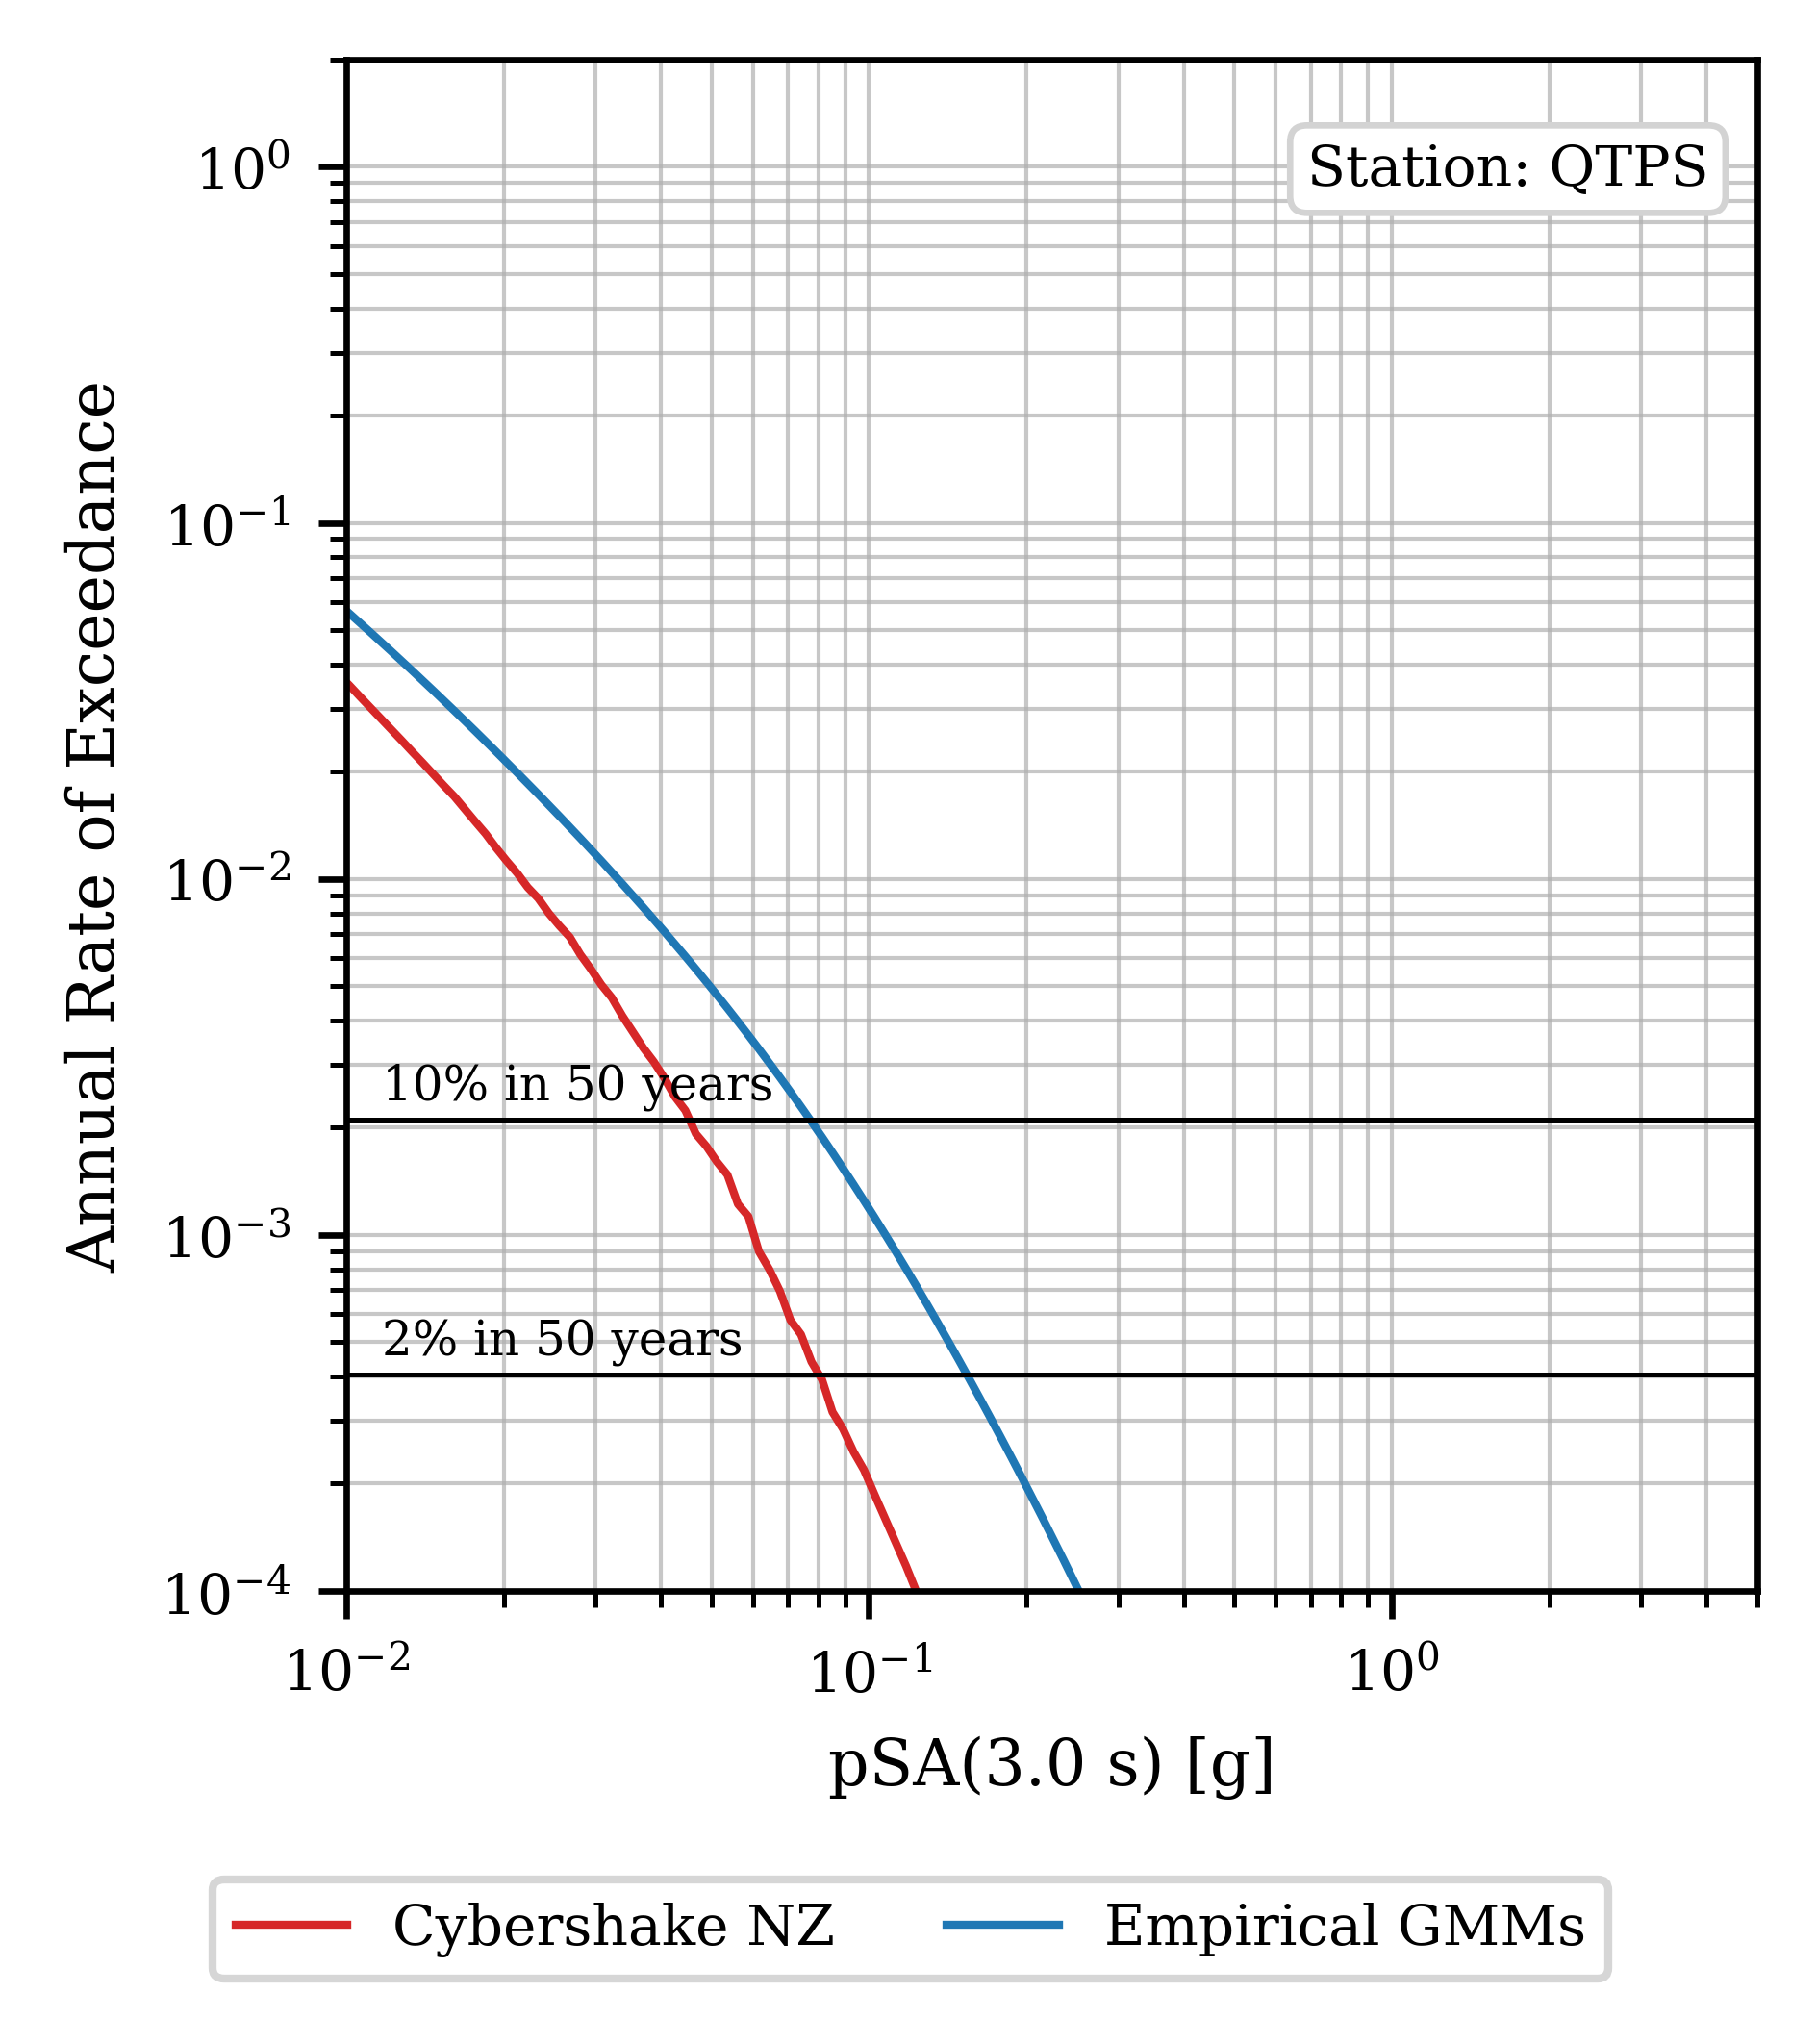 Station: QTPS
10⁰
10⁻¹
10⁻²
10⁻³
10⁻⁴
Annual Rate of Exceedance
10% in 50 years
2% in 50 years
10⁻²
10⁻¹
10⁰
pSA(3.0 s) [g]
Cybershake NZ
Empirical GMMs